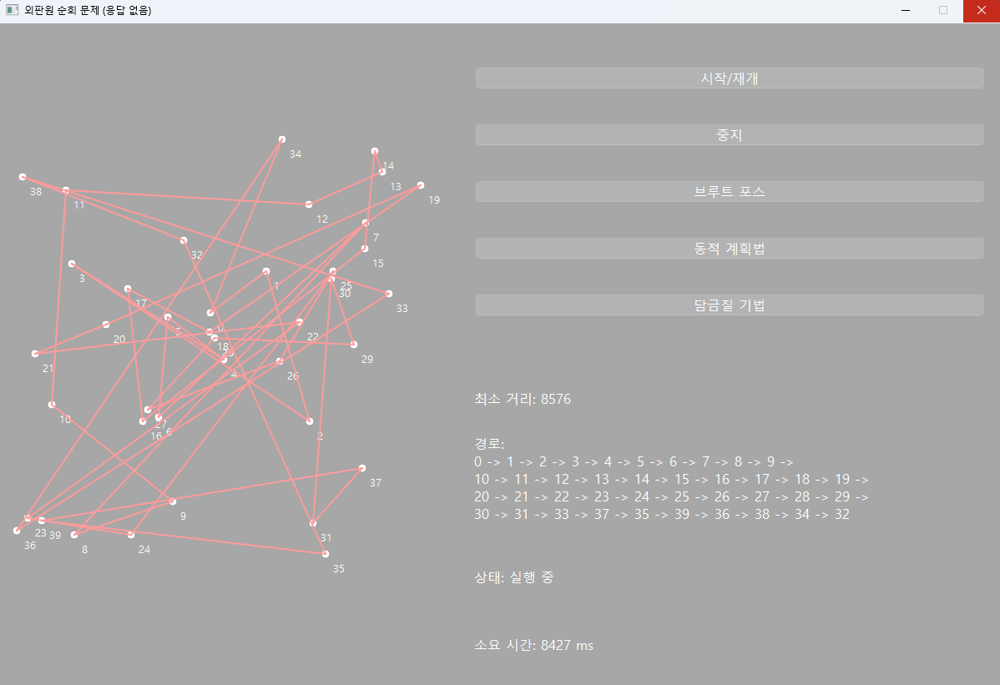 외판원 순회 문제 (응답 없음)
시작/재개
중지
브루트 포스
동적 계획법
담금질 기법
최소 거리: 8576
경로:
0 -> 1 -> 2 -> 3 -> 4 -> 5 -> 6 -> 7 -> 8 -> 9 ->
10 -> 11 -> 12 -> 13 -> 14 -> 15 -> 16 -> 17 -> 18 -> 19 ->
20 -> 21 -> 22 -> 23 -> 24 -> 25 -> 26 -> 27 -> 28 -> 29 ->
30 -> 31 -> 33 -> 37 -> 35 -> 39 -> 36 -> 38 -> 34 -> 32
상태: 실행 중
소요 시간: 8427 ms
34
14
13
19
38
11
12
7
32
15
3
1
25
30
17
33
0
5
20
22
18
28
29
21
4
26
10
27
16
6
2
37
9
23
39
31
36
8
24
35